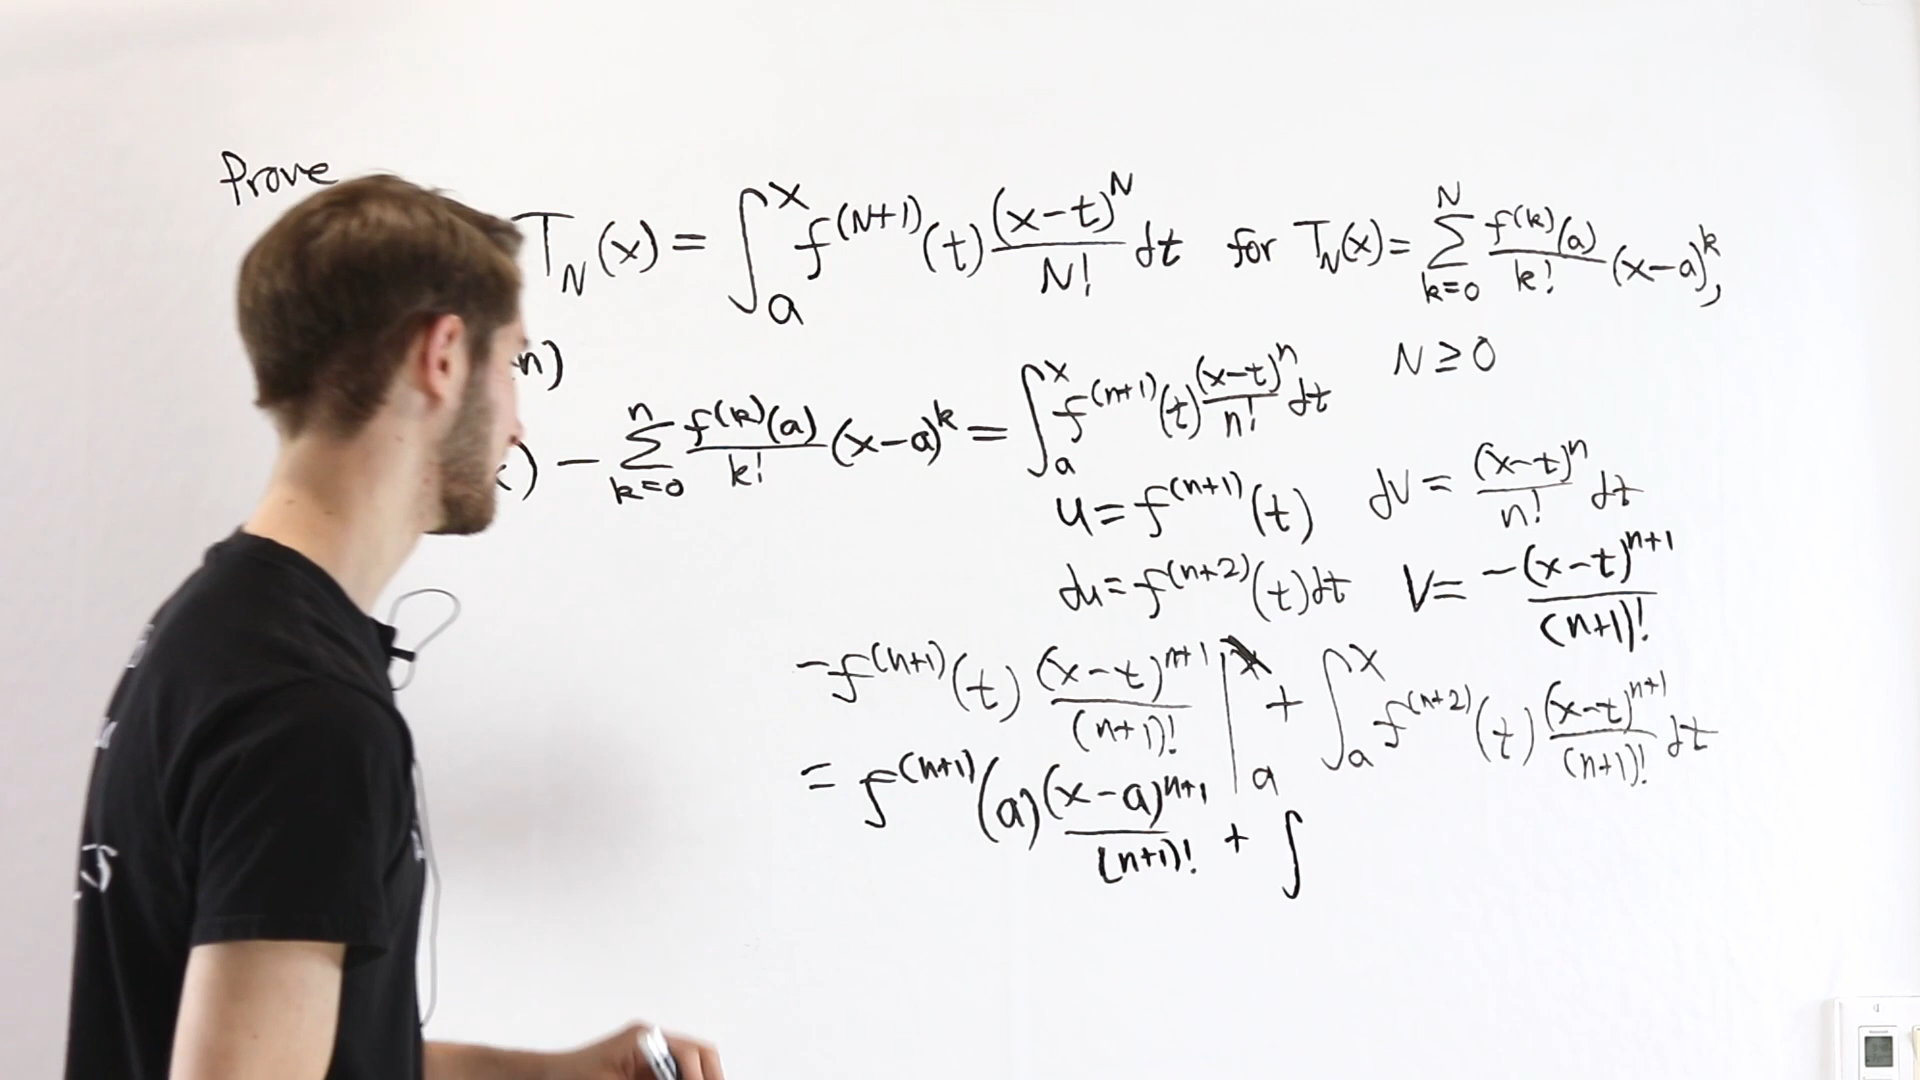 Prove
T_N(x) = ∫_a^x f^(N+1)(t) (x-t)^N/N! dt for T_N(x) = Σ_{k=0}^N f^(k)(a)/k! (x-a)^k,
N ≥ 0
n)
) - Σ_{k=0}^n f^(k)(a)/k! (x-a)^k = ∫_a^x f^(n+1)(t) (x-t)^n/n! dt
u = f^(n+1)(t) dv = (x-t)^n/n! dt
du = f^(n+2)(t)dt v = -(x-t)^n+1/(n+1)!
-f^(n+1)(t) (x-t)^n+1/(n+1)! |_a^x + ∫_a^x f^(n+2)(t) (x-t)^n+1/(n+1)! dt
= f^(n+1)(a) (x-a)^n+1/(n+1)! + ∫